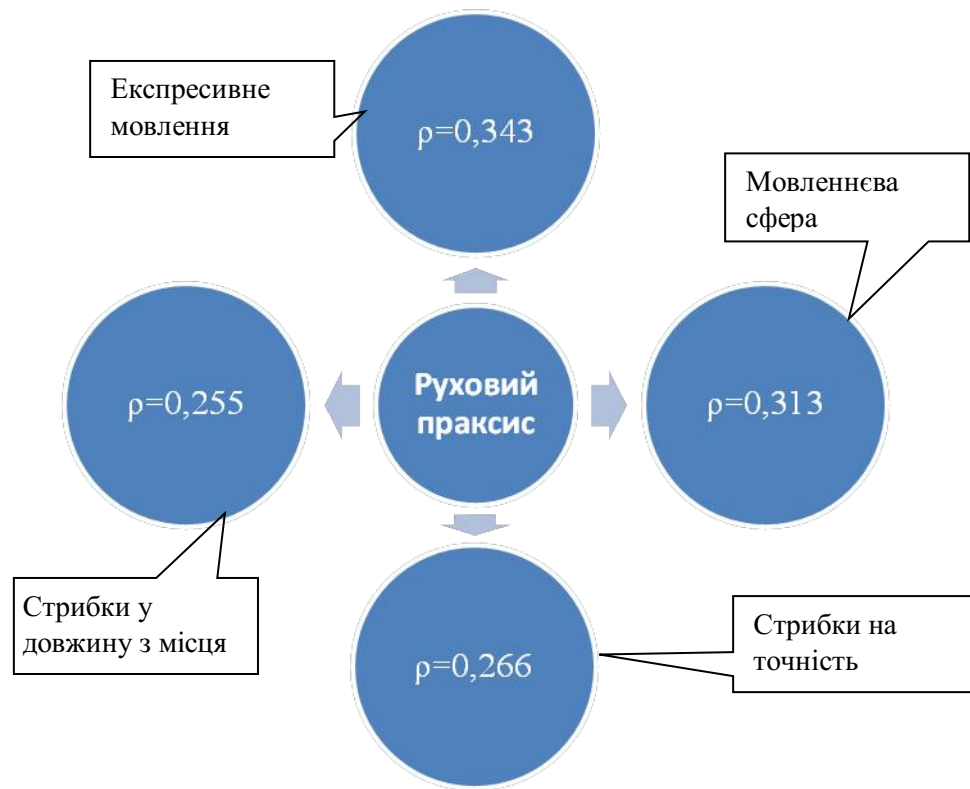 Експресивне
мовлення
ρ=0,343
Мовленнєва
сфера
ρ=0,255
Руховий
праксис
ρ=0,313
Стрибки у
довжину з місця
ρ=0,266
Стрибки на
точність